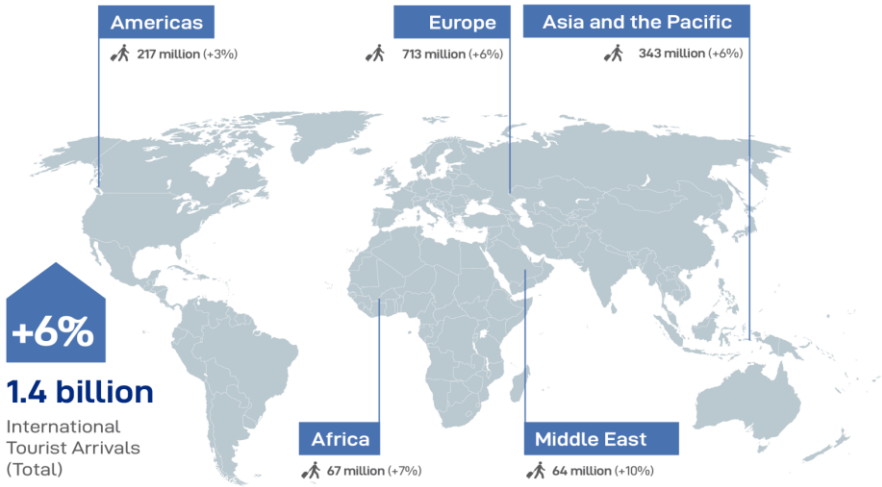 Americas
217 million (+3%)
Europe
713 million (+6%)
Asia and the Pacific
343 million (+6%)
+6%
1.4 billion
International
Tourist Arrivals
(Total)
Africa
67 million (+7%)
Middle East
64 million (+10%)